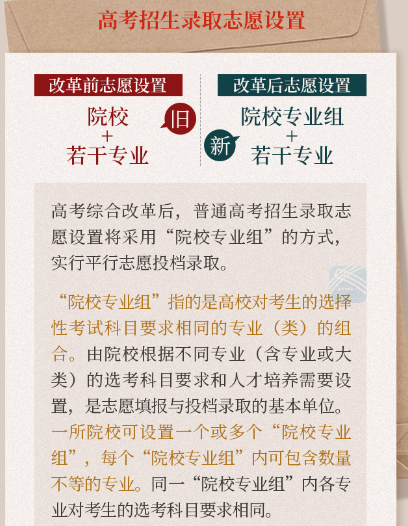 高考招生录取志愿设置
改革前志愿设置
改革后志愿设置
院校
+
若干专业
旧
新
院校专业组
+
若干专业
高考综合改革后，普通高考招生录取志
愿设置将采用“院校专业组”的方式，
实行平行志愿投档录取。
“院校专业组”指的是高校对考生的选择
性考试科目要求相同的专业（类）的组
合。由院校根据不同专业（含专业或大
类）的选考科目要求和人才培养需要设
置，是志愿填报与投档录取的基本单位。
一所院校可设置一个或多个“院校专业
组”，每个“院校专业组”内可包含数量
不等的专业。同一“院校专业组”内各专
业对考生的选考科目要求相同。